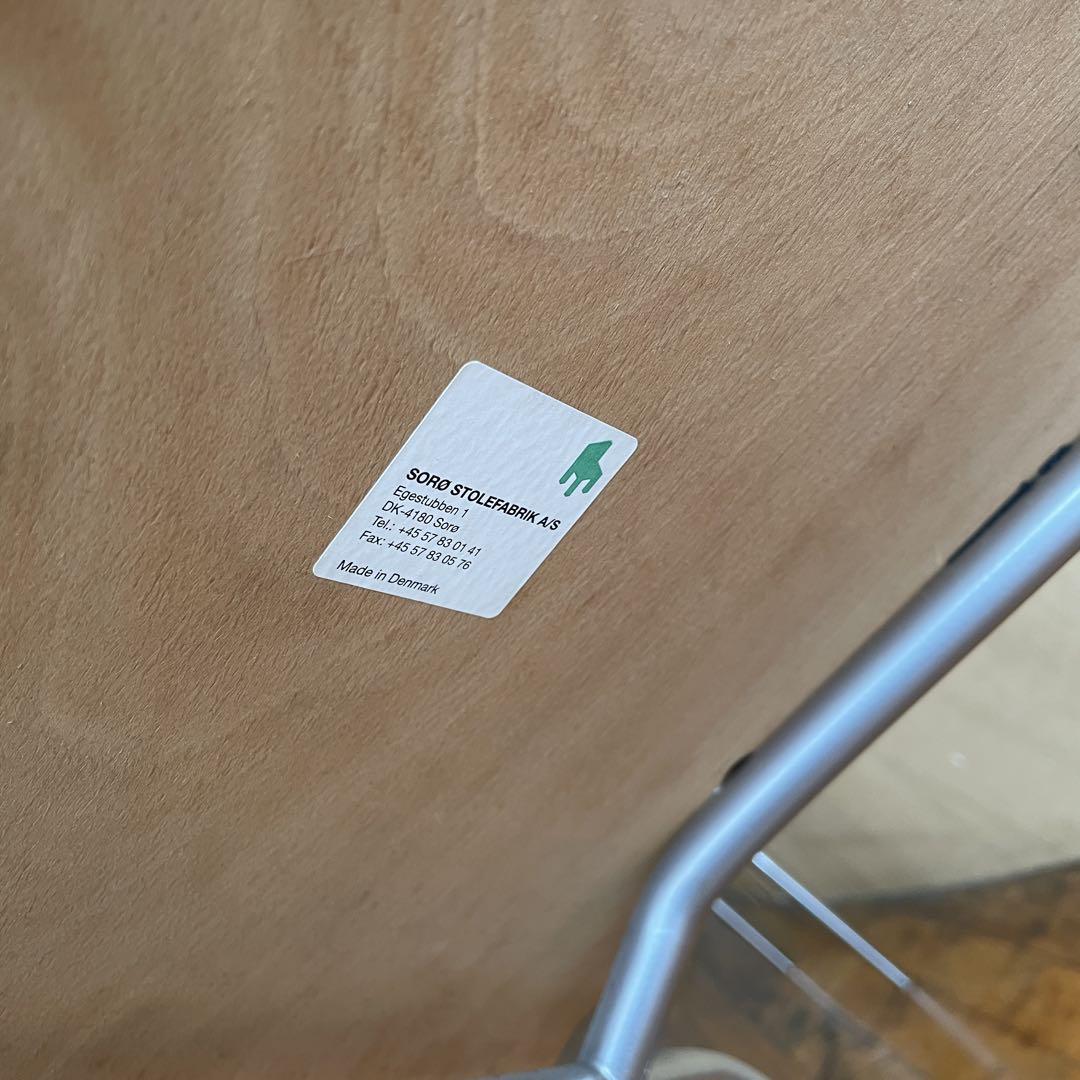 SORØ STOLEFABRIK A/S
Egestubben 1
DK-4180 Sorø
Tel.: +45 57 83 01 41
Fax: +45 57 83 05 76
Made in Denmark